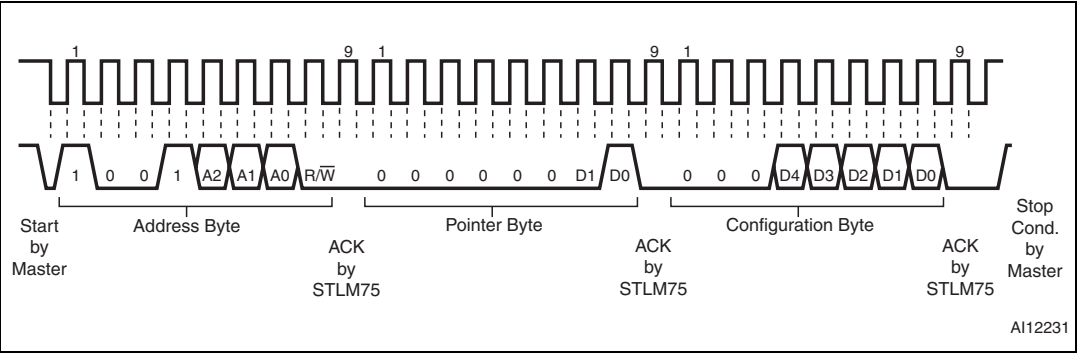 1 9 1 9 1 9
1 0 0 1 A2 A1 A0 R/W̅ 0 0 0 0 0 0 D1 D0 0 0 0 D4 D3 D2 D1 D0
Address Byte Pointer Byte Configuration Byte
Start
by
Master
ACK
by
STLM75
ACK
by
STLM75
ACK
by
STLM75
Stop
Cond.
by
Master
AI12231